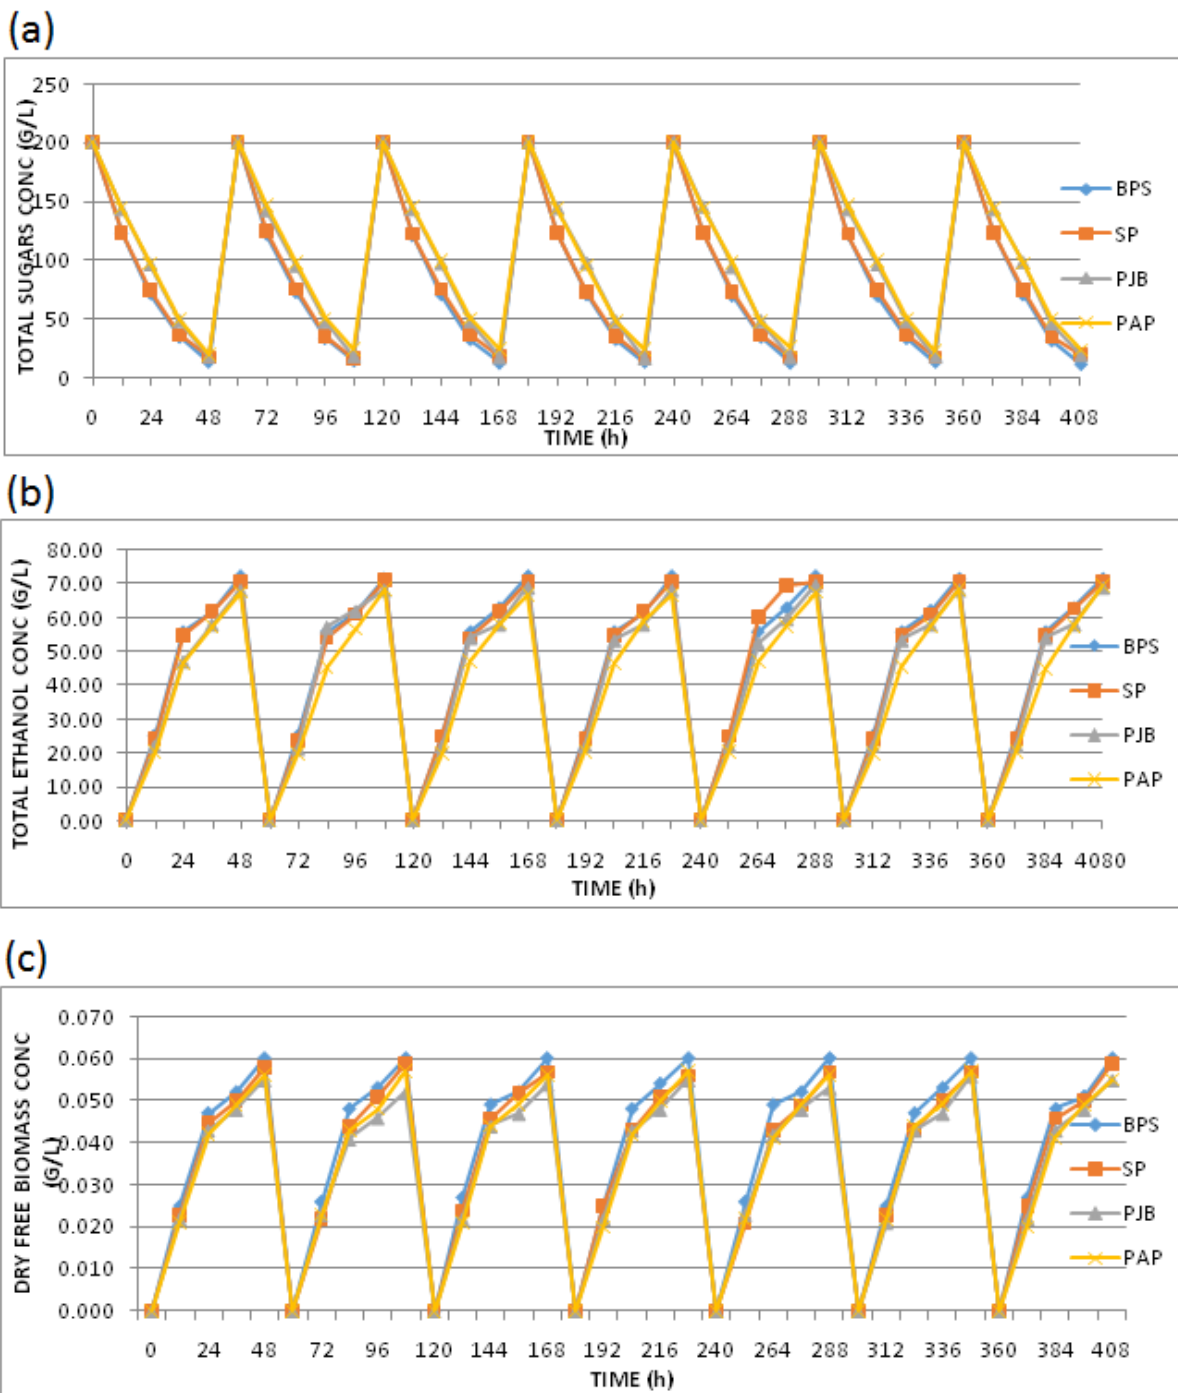 (a)
TOTAL SUGARS CONC (G/L)
250
200
150
100
50
0
0 24 48 72 96 120 144 168 192 216 240 264 288 312 336 360 384 408
TIME (h)
BPS
SP
PJB
PAP
(b)
TOTAL ETHANOL CONC (G/L)
80.00
70.00
60.00
50.00
40.00
30.00
20.00
10.00
0.00
0 24 48 72 96 120 144 168 192 216 240 264 288 312 336 360 384 4080
TIME (h)
BPS
SP
PJB
PAP
(c)
DRY FREE BIOMASS CONC
(G/L)
0.070
0.060
0.050
0.040
0.030
0.020
0.010
0.000
0 24 48 72 96 120 144 168 192 216 240 264 288 312 336 360 384 408
TIME (h)
BPS
SP
PJB
PAP